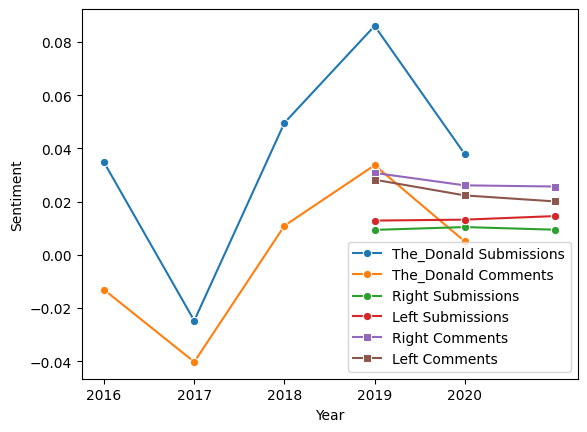 0.08
0.06
0.04
0.02
0.00
−0.02
−0.04
Sentiment
2016
2017
2018
2019
2020
Year
The_Donald Submissions
The_Donald Comments
Right Submissions
Left Submissions
Right Comments
Left Comments